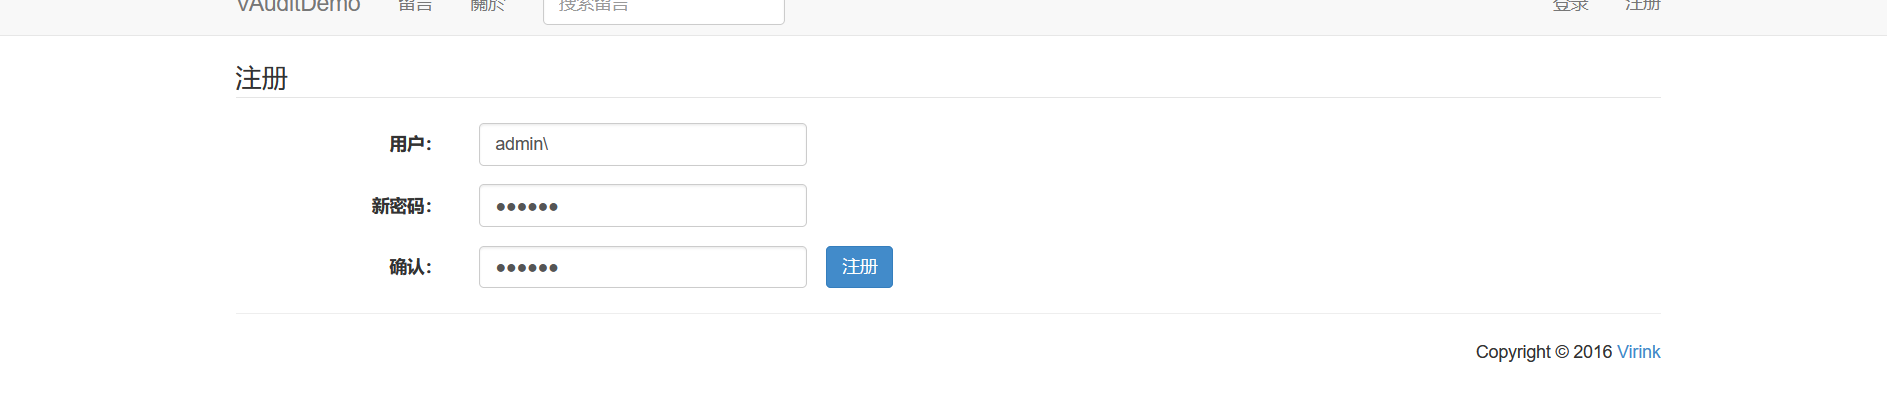 VAuditDemo 留言 關於 搜索留言 登录 注册
注册
用户： admin\
新密码： ●●●●●●
确认： ●●●●●● 注册
Copyright © 2016 Virink